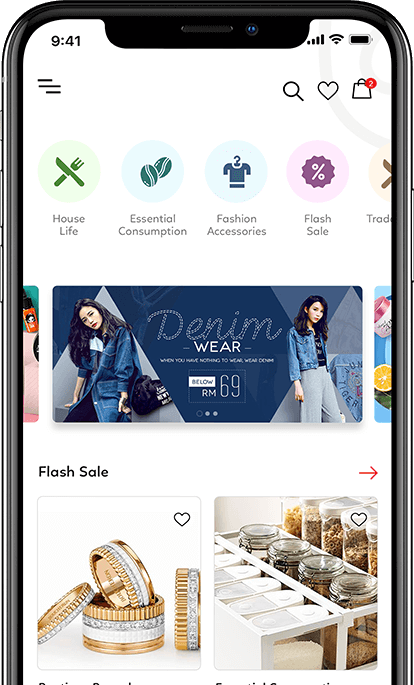 9:41
2
House
Life
Essential
Consumption
Fashion
Accessories
Flash
Sale
Denim
WEAR
WHEN YOU HAVE NOTHING TO WEAR, WEAR DENIM!
BELOW
RM 69
Flash Sale